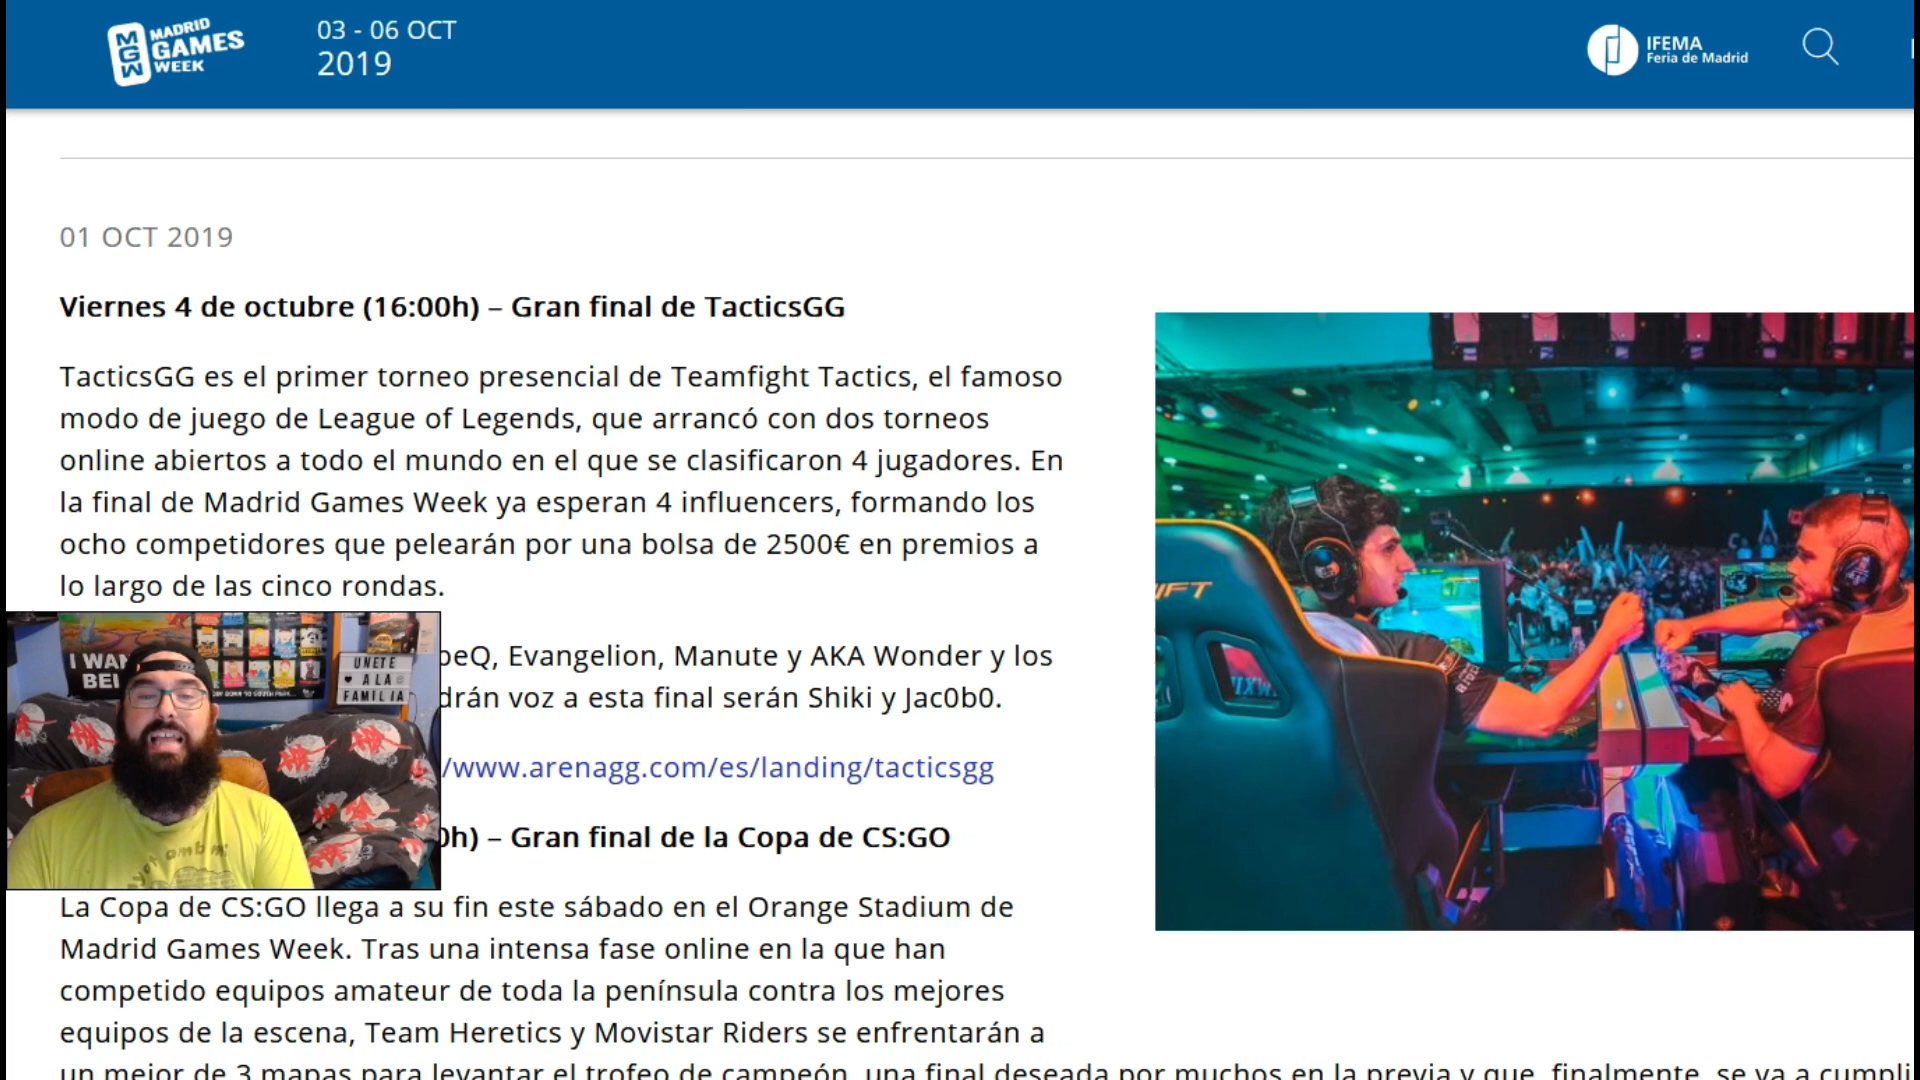 MGW MADRID GAMES WEEK
03 - 06 OCT
2019
IFEMA
Feria de Madrid
01 OCT 2019
Viernes 4 de octubre (16:00h) – Gran final de TacticsGG
TacticsGG es el primer torneo presencial de Teamfight Tactics, el famoso
modo de juego de League of Legends, que arrancó con dos torneos
online abiertos a todo el mundo en el que se clasificaron 4 jugadores. En
la final de Madrid Games Week ya esperan 4 influencers, formando los
ocho competidores que pelearán por una bolsa de 2500€ en premios a
lo largo de las cinco rondas.
beQ, Evangelion, Manute y AKA Wonder y los
drán voz a esta final serán Shiki y Jac0b0.
/www.arenagg.com/es/landing/tacticsgg
0h) – Gran final de la Copa de CS:GO
La Copa de CS:GO llega a su fin este sábado en el Orange Stadium de
Madrid Games Week. Tras una intensa fase online en la que han
competido equipos amateur de toda la península contra los mejores
equipos de la escena, Team Heretics y Movistar Riders se enfrentarán a
un mejor de 3 mapas para levantar el trofeo de campeón, una final deseada por muchos en la previa y que, finalmente, se va a cumpli
I WAN
BEL
UNETE
♥ A LA
FAMILIA
IFT